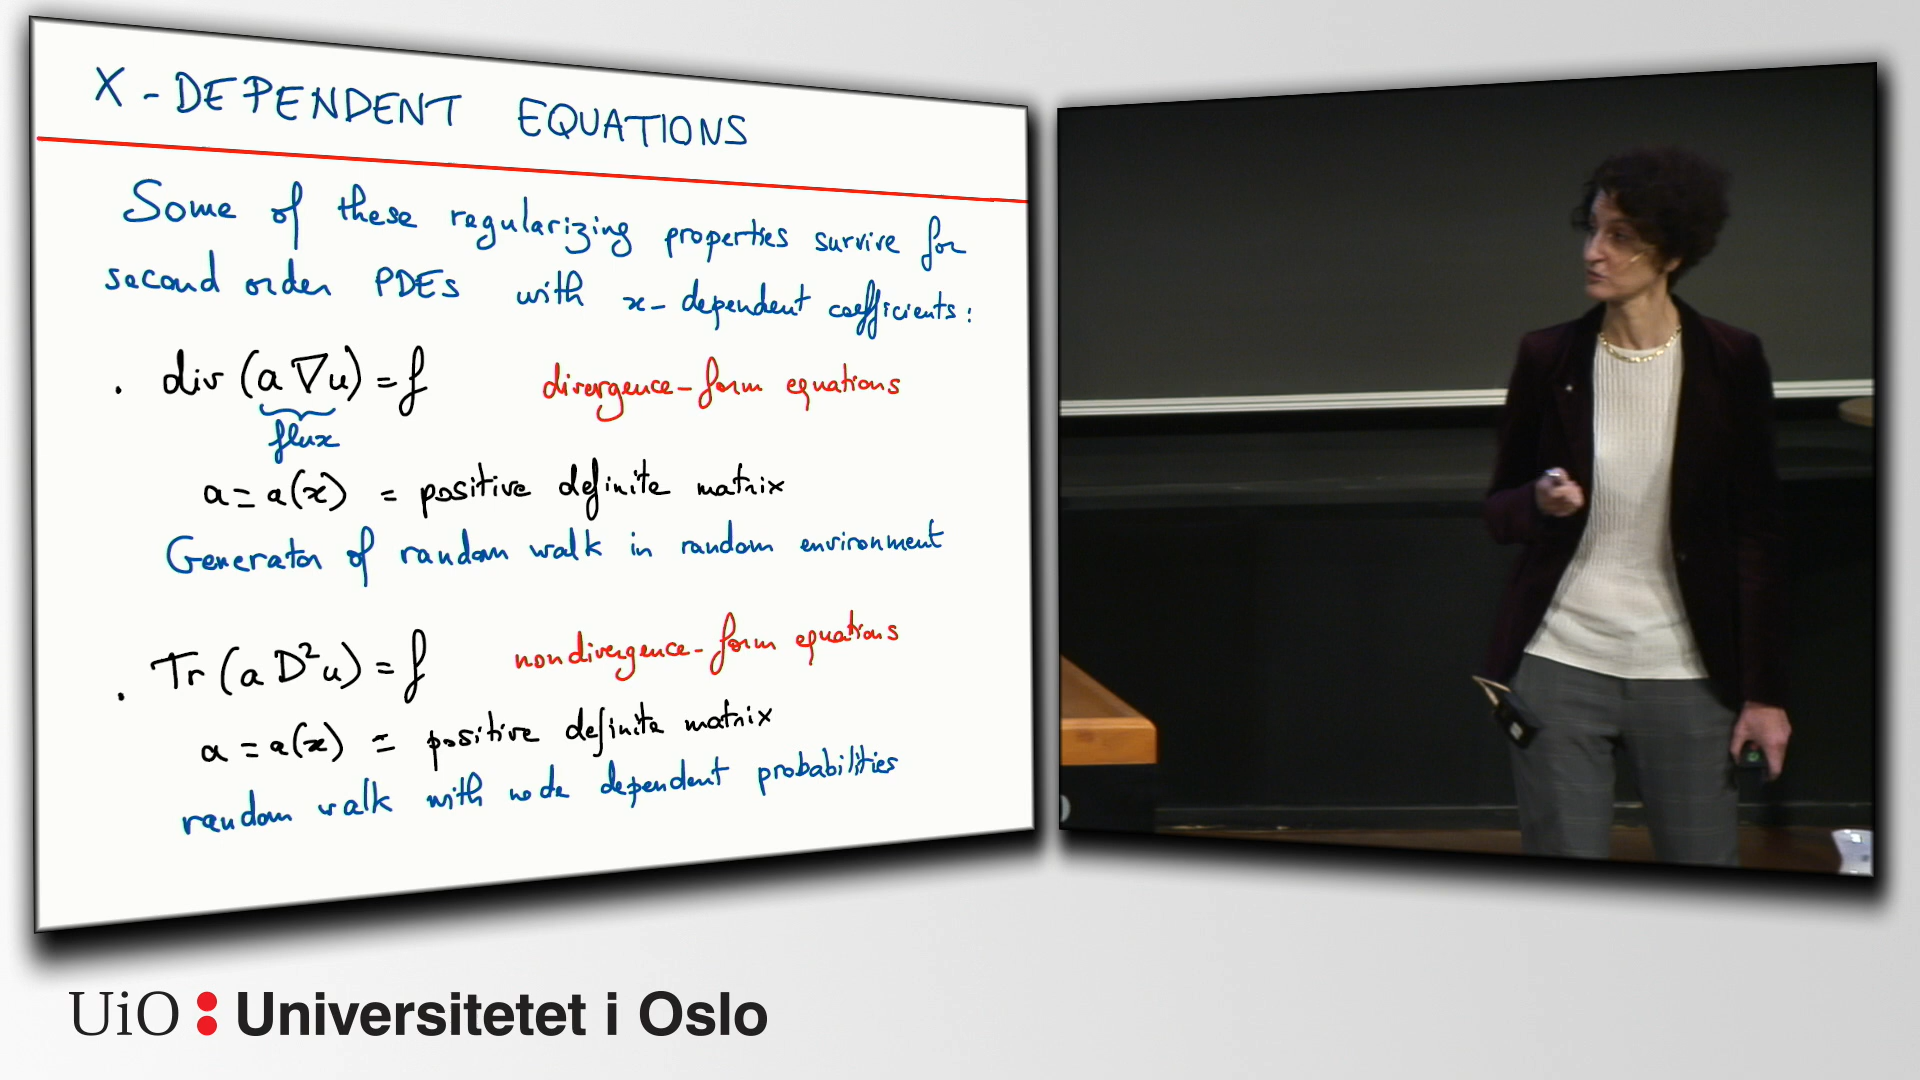 X-DEPENDENT EQUATIONS
Some of these regularizing properties survive for
second order PDEs with x-dependent coefficients:
. div (a ∇u) = f divergence-form equations
flux
a = a(x) = positive definite matrix
Generator of random walk in random environment
. Tr (a D²u) = f nondivergence-form equations
a = a(x) = positive definite matrix
random walk with node dependent probabilities
UiO : Universitetet i Oslo